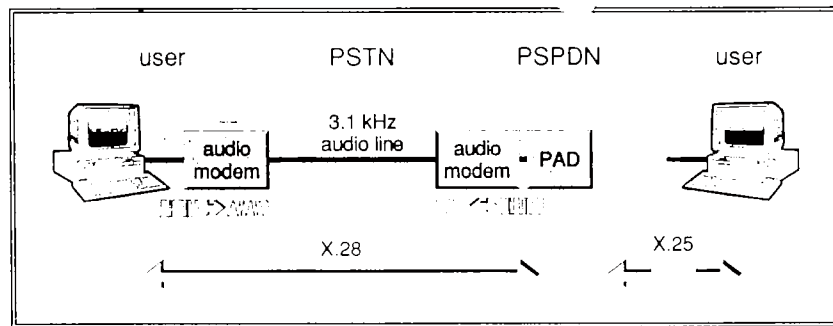 user PSTN PSPDN user
3.1 kHz
audio line
audio
modem
audio
modem
PAD
X.28
X.25